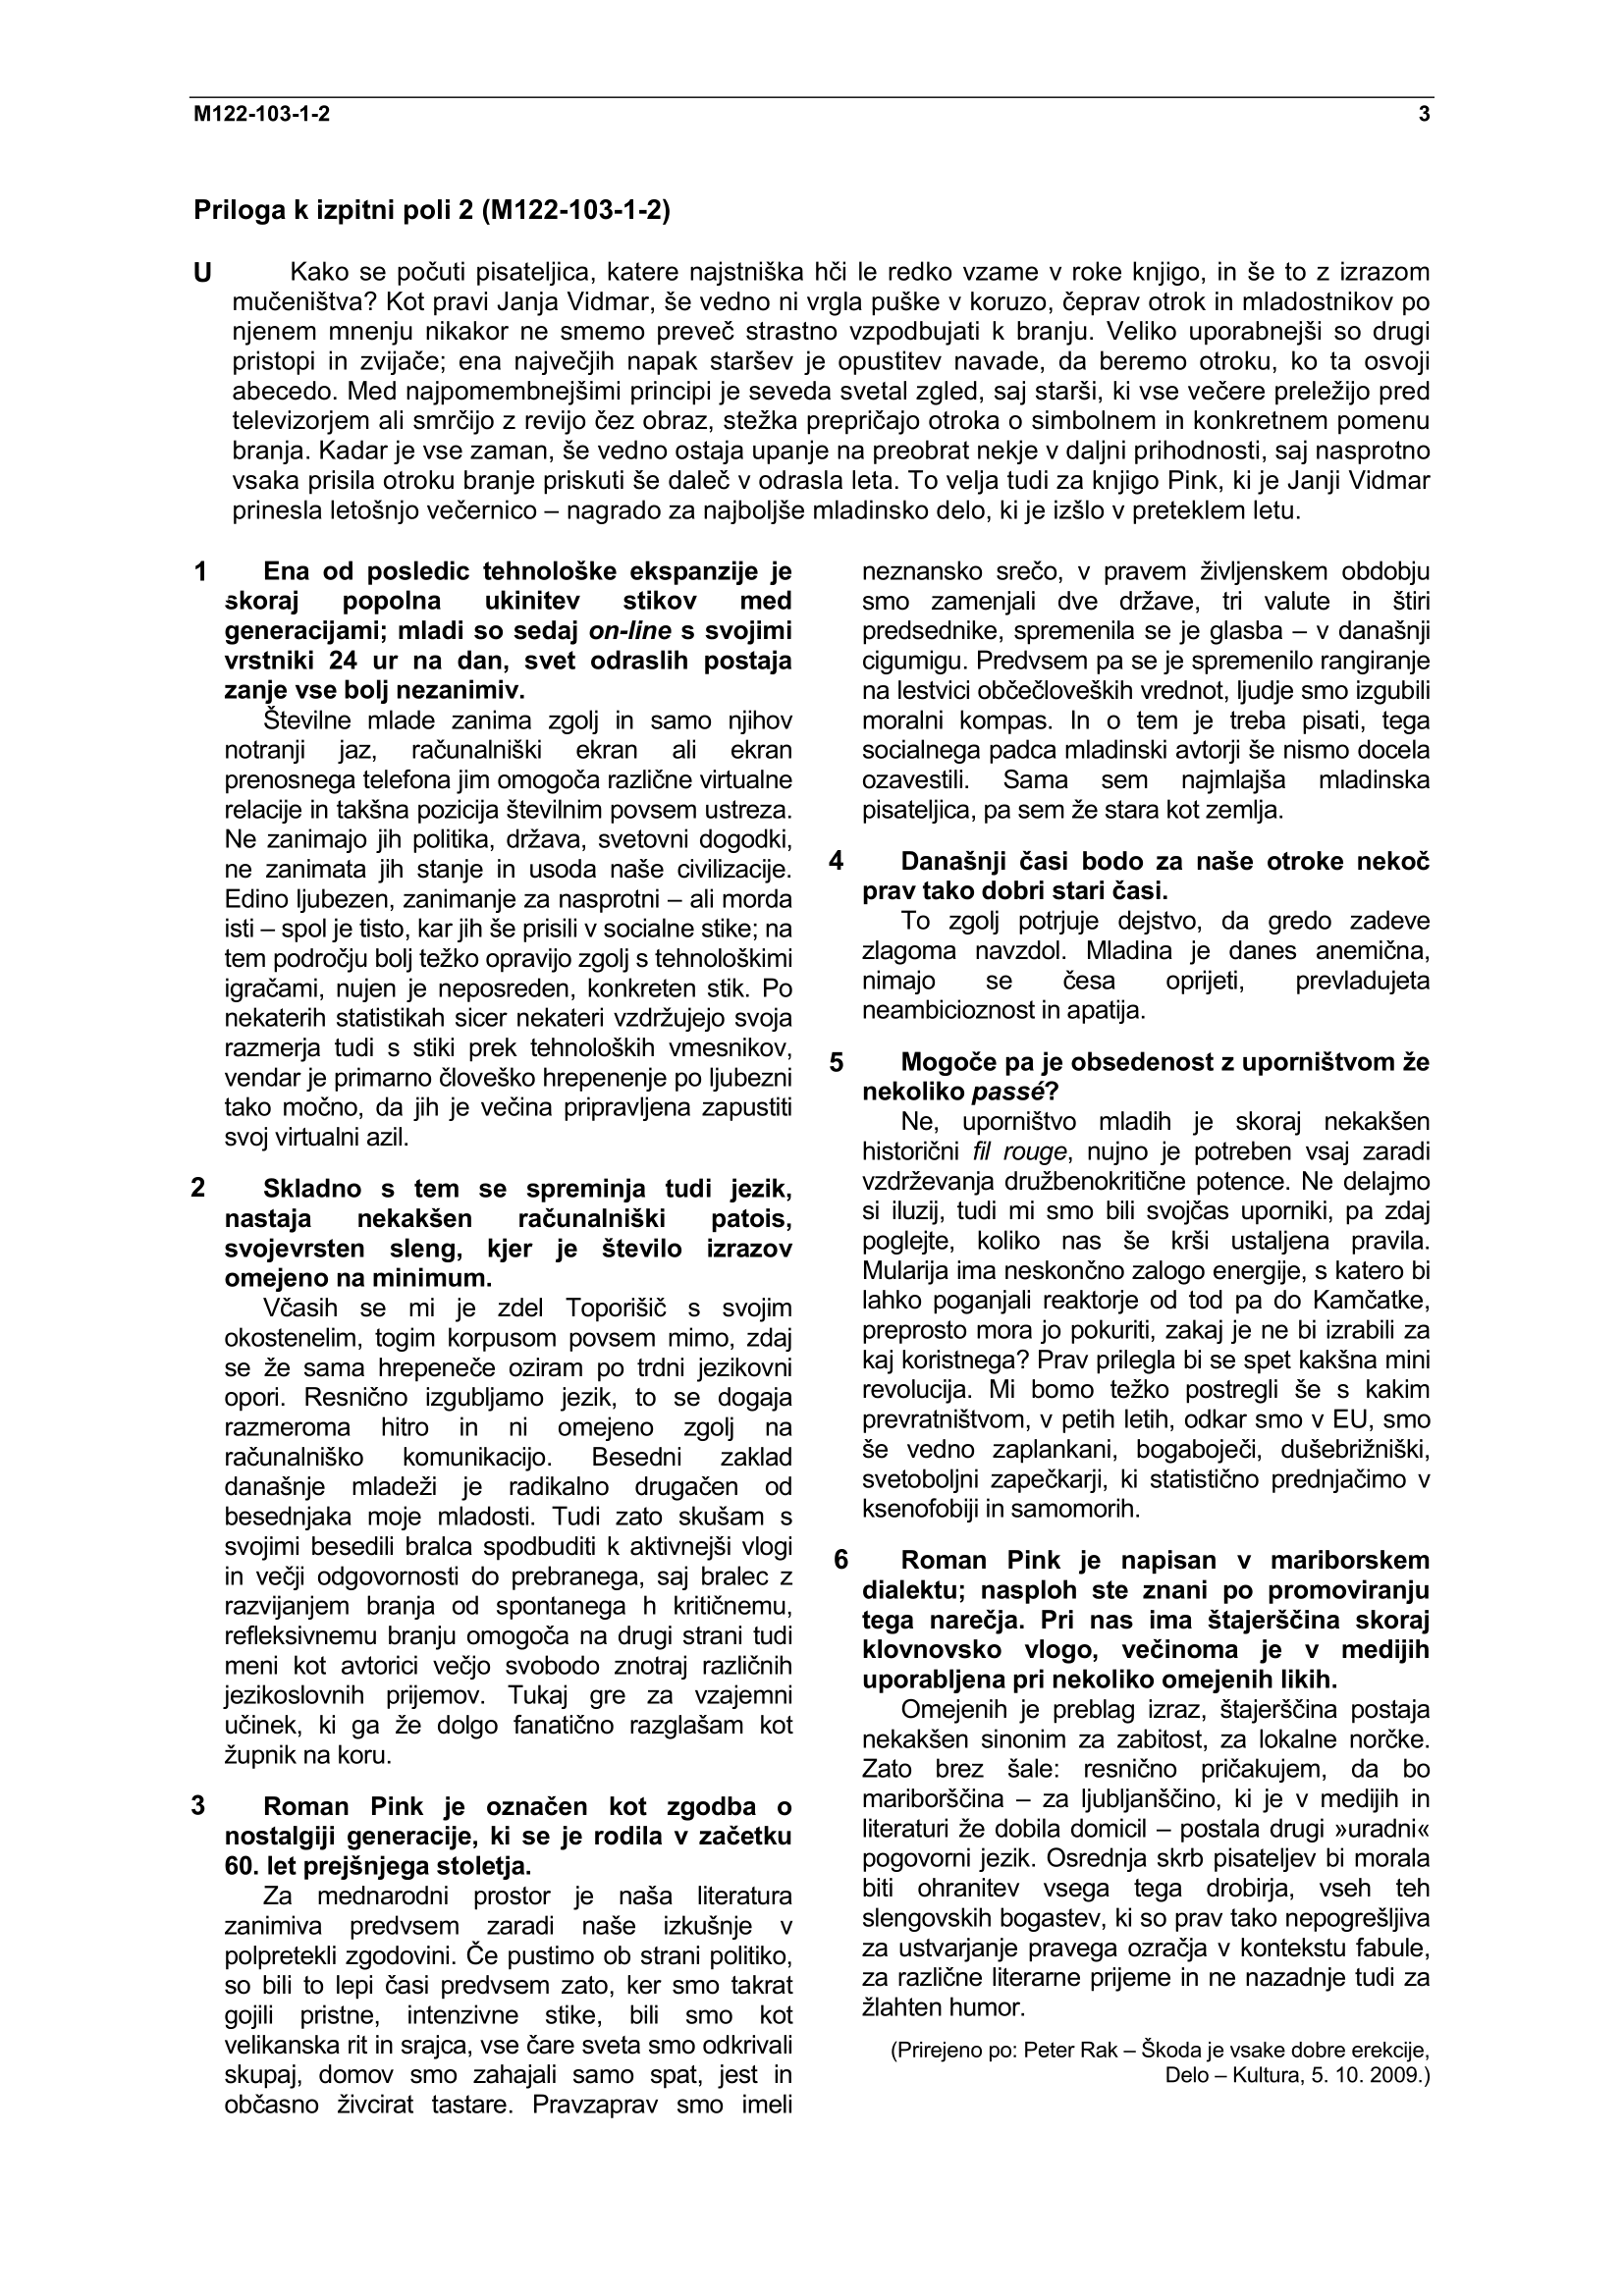 M122-103-1-2 3
Priloga k izpitni poli 2 (M122-103-1-2)
U Kako se počuti pisateljica, katere najstniška hči le redko vzame v roke knjigo, in še to z izrazom
mučeništva? Kot pravi Janja Vidmar, še vedno ni vrgla puške v koruzo, čeprav otrok in mladostnikov po
njenem mnenju nikakor ne smemo preveč strastno vzpodbujati k branju. Veliko uporabnejši so drugi
pristopi in zvijače; ena največjih napak staršev je opustitev navade, da beremo otroku, ko ta osvoji
abecedo. Med najpomembnejšimi principi je seveda svetal zgled, saj starši, ki vse večere preležijo pred
televizorjem ali smrčijo z revijo čez obraz, stežka prepričajo otroka o simbolnem in konkretnem pomenu
branja. Kadar je vse zaman, še vedno ostaja upanje na preobrat nekje v daljni prihodnosti, saj nasprotno
vsaka prisila otroku branje priskuti še daleč v odrasla leta. To velja tudi za knjigo Pink, ki je Janji Vidmar
prinesla letošnjo večernico – nagrado za najboljše mladinsko delo, ki je izšlo v preteklem letu.
1 Ena od posledic tehnološke ekspanzije je
skoraj popolna ukinitev stikov med
generacijami; mladi so sedaj on-line s svojimi
vrstniki 24 ur na dan, svet odraslih postaja
zanje vse bolj nezanimiv.
Številne mlade zanima zgolj in samo njihov
notranji jaz, računalniški ekran ali ekran
prenosnega telefona jim omogoča različne virtualne
relacije in takšna pozicija številnim povsem ustreza.
Ne zanimajo jih politika, država, svetovni dogodki,
ne zanimata jih stanje in usoda naše civilizacije.
Edino ljubezen, zanimanje za nasprotni – ali morda
isti – spol je tisto, kar jih še prisili v socialne stike; na
tem področju bolj težko opravijo zgolj s tehnološkimi
igračami, nujen je neposreden, konkreten stik. Po
nekaterih statistikah sicer nekateri vzdržujejo svoja
razmerja tudi s stiki prek tehnoloških vmesnikov,
vendar je primarno človeško hrepenenje po ljubezni
tako močno, da jih je večina pripravljena zapustiti
svoj virtualni azil.
2 Skladno s tem se spreminja tudi jezik,
nastaja nekakšen računalniški patois,
svojevrsten sleng, kjer je število izrazov
omejeno na minimum.
Včasih se mi je zdel Toporišič s svojim
okostenelim, togim korpusom povsem mimo, zdaj
se že sama hrepeneče oziram po trdni jezikovni
opori. Resnično izgubljamo jezik, to se dogaja
razmeroma hitro in ni omejeno zgolj na
računalniško komunikacijo. Besedni zaklad
današnje mladeži je radikalno drugačen od
besednjaka moje mladosti. Tudi zato skušam s
svojimi besedili bralca spodbuditi k aktivnejši vlogi
in večji odgovornosti do prebranega, saj bralec z
razvijanjem branja od spontanega h kritičnemu,
refleksivnemu branju omogoča na drugi strani tudi
meni kot avtorici večjo svobodo znotraj različnih
jezikoslovnih prijemov. Tukaj gre za vzajemni
učinek, ki ga že dolgo fanatično razglašam kot
župnik na koru.
3 Roman Pink je označen kot zgodba o
nostalgiji generacije, ki se je rodila v začetku
60. let prejšnjega stoletja.
Za mednarodni prostor je naša literatura
zanimiva predvsem zaradi naše izkušnje v
polpretekli zgodovini. Če pustimo ob strani politiko,
so bili to lepi časi predvsem zato, ker smo takrat
gojili pristne, intenzivne stike, bili smo kot
velikanska rit in srajca, vse čare sveta smo odkrivali
skupaj, domov smo zahajali samo spat, jest in
občasno živcirat tastare. Pravzaprav smo imeli
neznansko srečo, v pravem življenskem obdobju
smo zamenjali dve države, tri valute in štiri
predsednike, spremenila se je glasba – v današnji
cigumigu. Predvsem pa se je spremenilo rangiranje
na lestvici občečloveških vrednot, ljudje smo izgubili
moralni kompas. In o tem je treba pisati, tega
socialnega padca mladinski avtorji še nismo docela
ozavestili. Sama sem najmlajša mladinska
pisateljica, pa sem že stara kot zemlja.
4 Današnji časi bodo za naše otroke nekoč
prav tako dobri stari časi.
To zgolj potrjuje dejstvo, da gredo zadeve
zlagoma navzdol. Mladina je danes anemična,
nimajo se česa oprijeti, prevladujeta
neambicioznost in apatija.
5 Mogoče pa je obsedenost z uporništvom že
nekoliko passé?
Ne, uporništvo mladih je skoraj nekakšen
historični fil rouge, nujno je potreben vsaj zaradi
vzdrževanja družbenokritične potence. Ne delajmo
si iluzij, tudi mi smo bili svojčas uporniki, pa zdaj
poglejte, koliko nas še krši ustaljena pravila.
Mularija ima neskončno zalogo energije, s katero bi
lahko poganjali reaktorje od tod pa do Kamčatke,
preprosto mora jo pokuriti, zakaj je ne bi izrabili za
kaj koristnega? Prav prilegla bi se spet kakšna mini
revolucija. Mi bomo težko postregli še s kakim
prevratništvom, v petih letih, odkar smo v EU, smo
še vedno zaplankani, bogaboječi, dušebrižniški,
svetoboljni zapečkarji, ki statistično prednjačimo v
ksenofobiji in samomorih.
6 Roman Pink je napisan v mariborskem
dialektu; nasploh ste znani po promoviranju
tega narečja. Pri nas ima štajerščina skoraj
klovnovsko vlogo, večinoma je v medijih
uporabljena pri nekoliko omejenih likih.
Omejenih je preblag izraz, štajerščina postaja
nekakšen sinonim za zabitost, za lokalne norčke.
Zato brez šale: resnično pričakujem, da bo
mariborščina – za ljubljanščino, ki je v medijih in
literaturi že dobila domicil – postala drugi »uradni«
pogovorni jezik. Osrednja skrb pisateljev bi morala
biti ohranitev vsega tega drobirja, vseh teh
slengovskih bogastev, ki so prav tako nepogrešljiva
za ustvarjanje pravega ozračja v kontekstu fabule,
za različne literarne prijeme in ne nazadnje tudi za
žlahten humor.
(Prirejeno po: Peter Rak – Škoda je vsake dobre erekcije,
Delo – Kultura, 5. 10. 2009.)